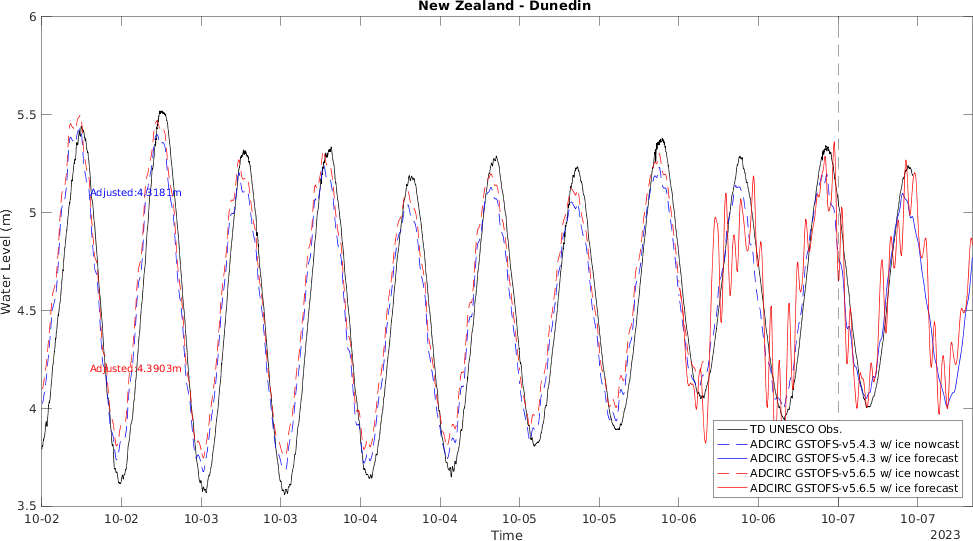 New Zealand - Dunedin
6
5.5
5
4.5
4
3.5
Water Level (m)
Adjusted:4.3181m
Adjusted:4.3903m
TD UNESCO Obs.
ADCIRC GSTOFS-v5.4.3 w/ ice nowcast
ADCIRC GSTOFS-v5.4.3 w/ ice forecast
ADCIRC GSTOFS-v5.6.5 w/ ice nowcast
ADCIRC GSTOFS-v5.6.5 w/ ice forecast
10-02 10-02 10-03 10-03 10-04 10-04 10-05 10-05 10-06 10-06 10-07 10-07
Time
2023